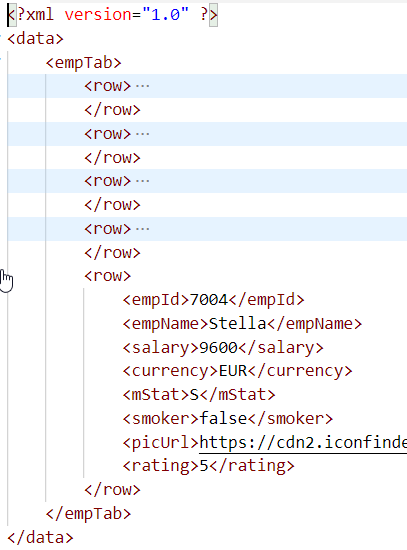 <?xml version="1.0" ?>
<data>
<empTab>
<row>···
</row>
<row>···
</row>
<row>···
</row>
<row>···
</row>
<row>
<empId>7004</empId>
<empName>Stella</empName>
<salary>9600</salary>
<currency>EUR</currency>
<mStat>S</mStat>
<smoker>false</smoker>
<picUrl>https://cdn2.iconfinde
<rating>5</rating>
</row>
</empTab>
</data>